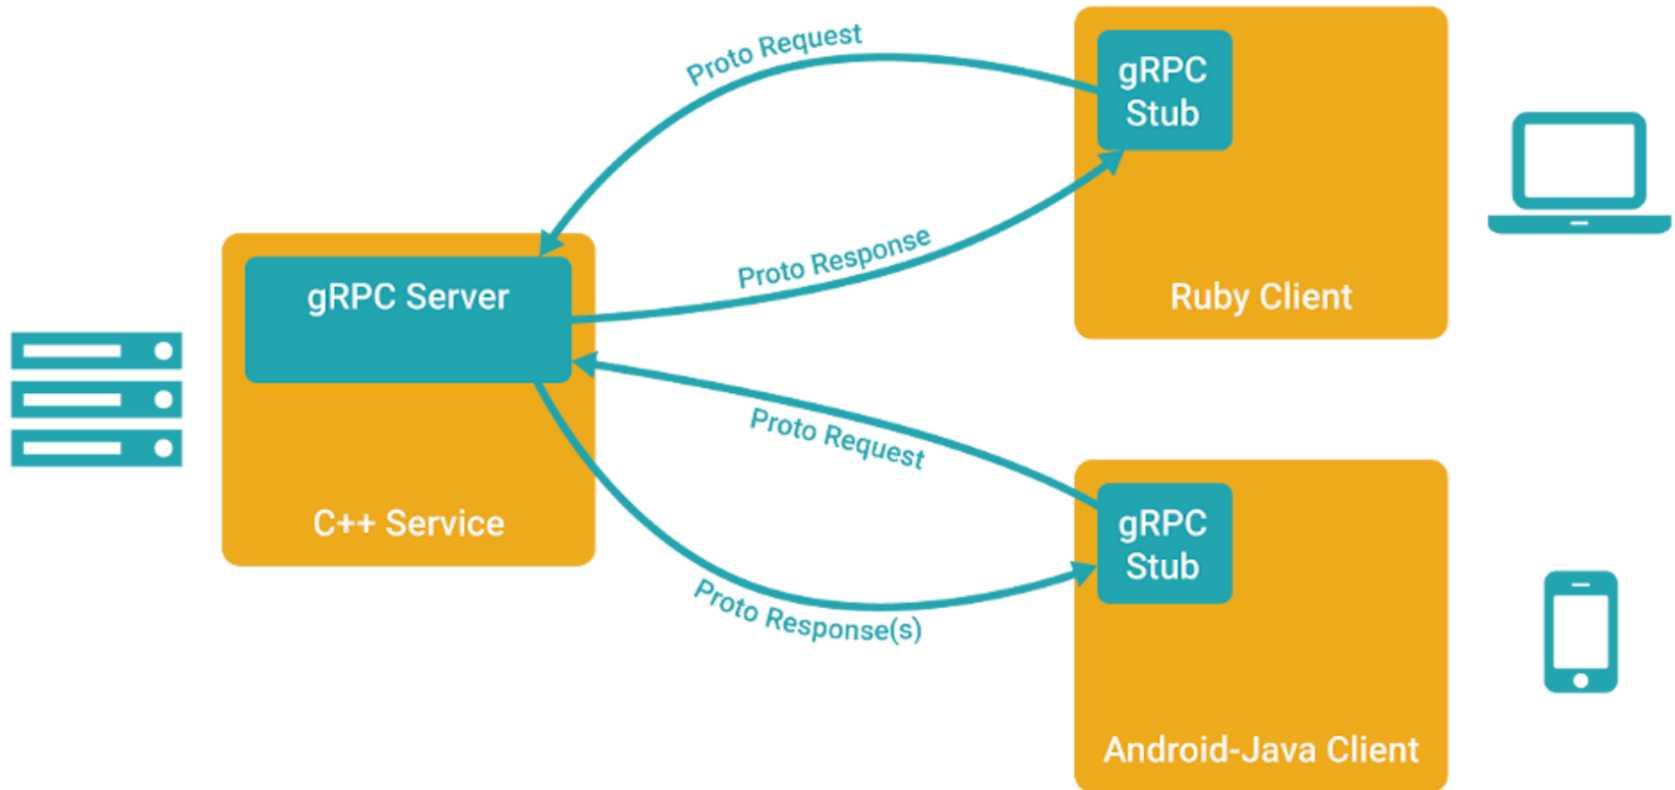 Proto Request
gRPC
Stub
Proto Response
Ruby Client
gRPC Server
C++ Service
Proto Request
gRPC
Stub
Proto Response(s)
Android-Java Client